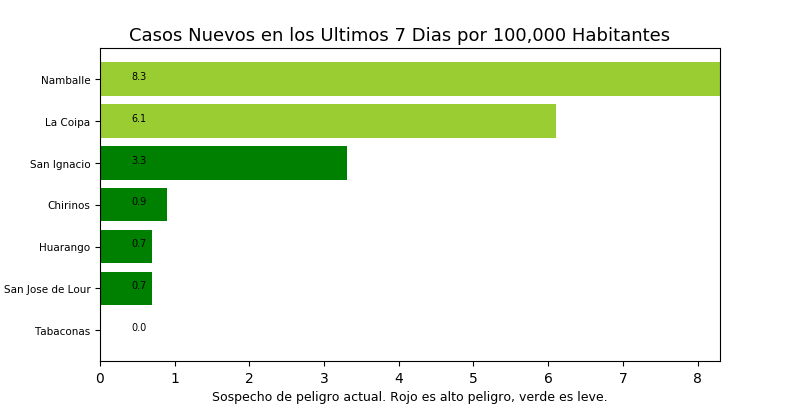 Casos Nuevos en los Ultimos 7 Dias por 100,000 Habitantes
Namballe 8.3
La Coipa 6.1
San Ignacio 3.3
Chirinos 0.9
Huarango 0.7
San Jose de Lour 0.7
Tabaconas 0.0
0 1 2 3 4 5 6 7 8
Sospecho de peligro actual. Rojo es alto peligro, verde es leve.